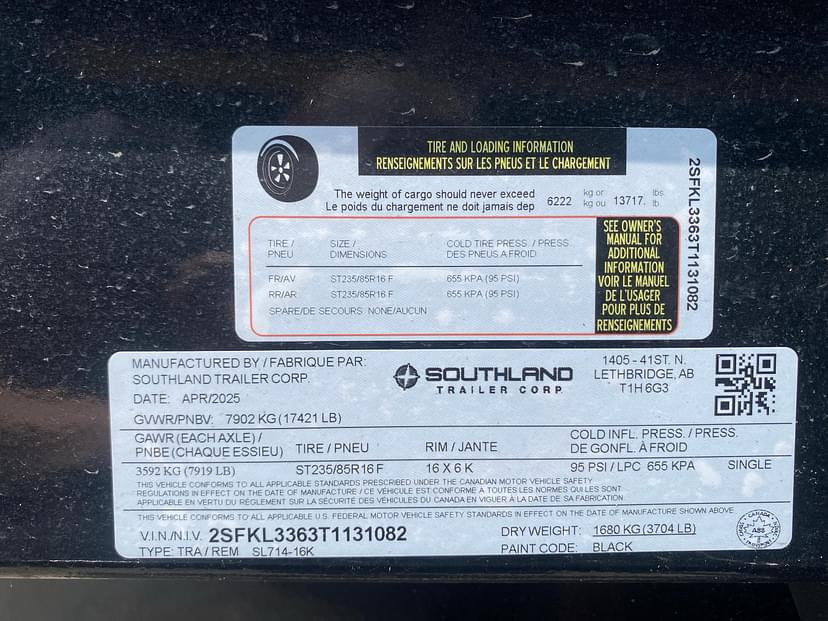 TIRE AND LOADING INFORMATION
RENSEIGNEMENTS SUR LES PNEUS ET LE CHARGEMENT
The weight of cargo should never exceed
Le poids du chargement ne doit jamais dep
6222 kg or kg ou 13717. lbs. lb.
2SFKL3363T1131082
TIRE / PNEU SIZE / DIMENSIONS COLD TIRE PRESS. / PRESS. DES PNEUS A FROID
FR/AV ST235/85R16 F 655 KPA (95 PSI)
RR/AR ST235/85R16 F 655 KPA (95 PSI)
SPARE/DE SECOURS NONE/AUCUN
SEE OWNER'S
MANUAL FOR
ADDITIONAL
INFORMATION
VOIR LE MANUEL
DE L'USAGER
POUR PLUS DE
RENSEIGNEMENTS
MANUFACTURED BY / FABRIQUE PAR:
SOUTHLAND TRAILER CORP.
DATE: APR/2025
SOUTHLAND
TRAILER CORP
1405 - 41ST. N.
LETHBRIDGE, AB
T1H 6G3
GVWR/PNBV: 7902 KG (17421 LB)
GAWR (EACH AXLE) / PNBE (CHAQUE ESSIEU) TIRE / PNEU RIM / JANTE COLD INFL. PRESS. / PRESS. DE GONFL. À FROID
3592 KG (7919 LB) ST235/85R16 F 16 X 6 K 95 PSI / LPC 655 KPA SINGLE
THIS VEHICLE CONFORMS TO ALL APPLICABLE STANDARDS PRESCRIBED UNDER THE CANADIAN MOTOR VEHICLE SAFETY
REGULATIONS IN EFFECT ON THE DATE OF MANUFACTURE / CE VÉHICULE EST CONFORME À TOUTES LES NORMES QUI LES SONT
APPLICABLE EN VERTU DU RÈGLEMENT SUR LA SÉCURITÉ DES VÉHICULES DU CANADA EN VIGUER À LA DATE DE SA FABRICATION.
THIS VEHICLE CONFORMS TO ALL APPLICABLE U.S. FEDERAL MOTOR VEHICLE SAFETY STANDARDS IN EFFECT ON THE DATE OF MANUFACTURE SHOWN ABOVE
V.I.N./N.I.V. 2SFKL3363T1131082 DRY WEIGHT: 1680 KG (3704 LB)
TYPE: TRA / REM SL714-16K PAINT CODE: BLACK
CANADA